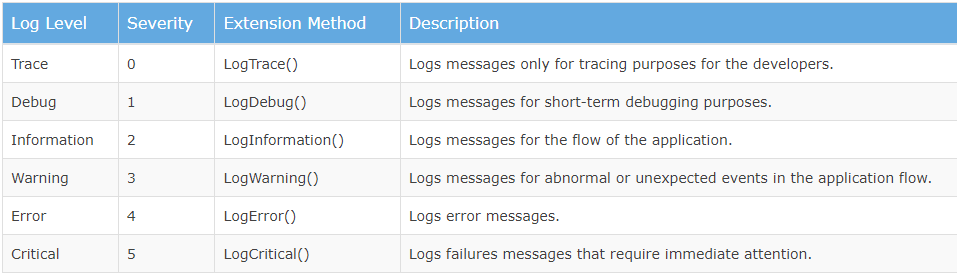 Log Level Severity Extension Method Description
Trace 0 LogTrace() Logs messages only for tracing purposes for the developers.
Debug 1 LogDebug() Logs messages for short-term debugging purposes.
Information 2 LogInformation() Logs messages for the flow of the application.
Warning 3 LogWarning() Logs messages for abnormal or unexpected events in the application flow.
Error 4 LogError() Logs error messages.
Critical 5 LogCritical() Logs failures messages that require immediate attention.